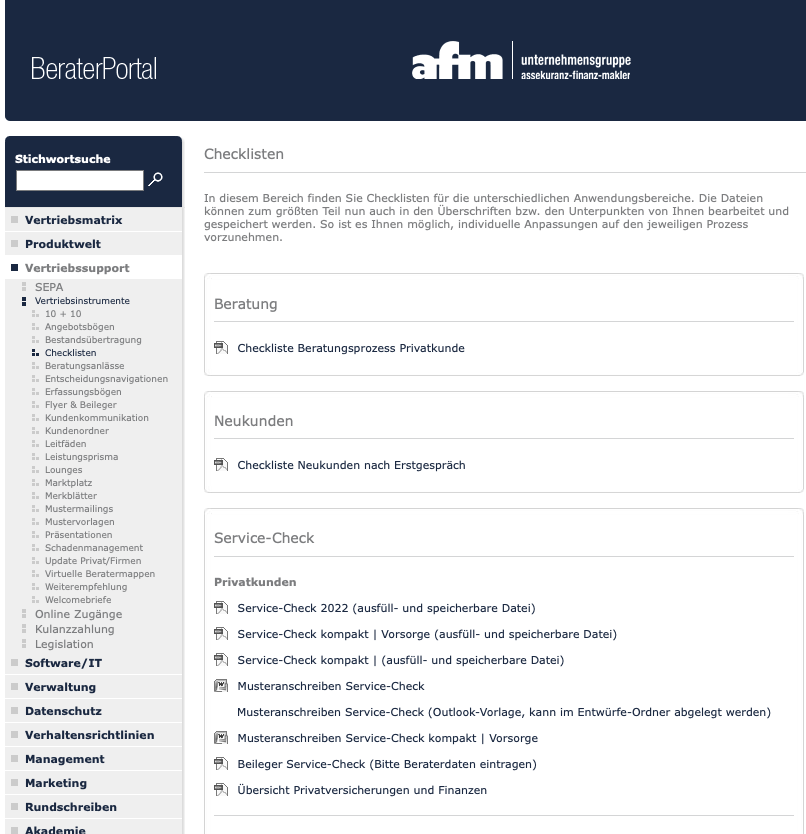 BeraterPortal
afm
unternehmensgruppe
assekuranz-finanz-makler
Stichwortsuche
Vertriebsmatrix
Produktwelt
Vertriebssupport
SEPA
Vertriebsinstrumente
10 + 10
Angebotsbögen
Bestandsübertragung
Checklisten
Beratungsanlässe
Entscheidungsnavigationen
Erfassungsbögen
Flyer & Beileger
Kundenkommunikation
Kundenordner
Leitfäden
Leistungsprisma
Lounges
Marktplatz
Merkblätter
Mustermailings
Mustervorlagen
Präsentationen
Schadenmanagement
Update Privat/Firmen
Virtuelle Beratermappen
Weiterempfehlung
Welcomebriefe
Online Zugänge
Kulanzzahlung
Legislation
Software/IT
Verwaltung
Datenschutz
Verhaltensrichtlinien
Management
Marketing
Rundschreiben
Akademie
Checklisten
In diesem Bereich finden Sie Checklisten für die unterschiedlichen Anwendungsbereiche. Die Dateien
können zum größten Teil nun auch in den Überschriften bzw. den Unterpunkten von Ihnen bearbeitet und
gespeichert werden. So ist es Ihnen möglich, individuelle Anpassungen auf den jeweiligen Prozess
vorzunehmen.
Beratung
Checkliste Beratungsprozess Privatkunde
Neukunden
Checkliste Neukunden nach Erstgespräch
Service-Check
Privatkunden
Service-Check 2022 (ausfüll- und speicherbare Datei)
Service-Check kompakt | Vorsorge (ausfüll- und speicherbare Datei)
Service-Check kompakt | (ausfüll- und speicherbare Datei)
Musteranschreiben Service-Check
Musteranschreiben Service-Check (Outlook-Vorlage, kann im Entwürfe-Ordner abgelegt werden)
Musteranschreiben Service-Check kompakt | Vorsorge
Beileger Service-Check (Bitte Beraterdaten eintragen)
Übersicht Privatversicherungen und Finanzen